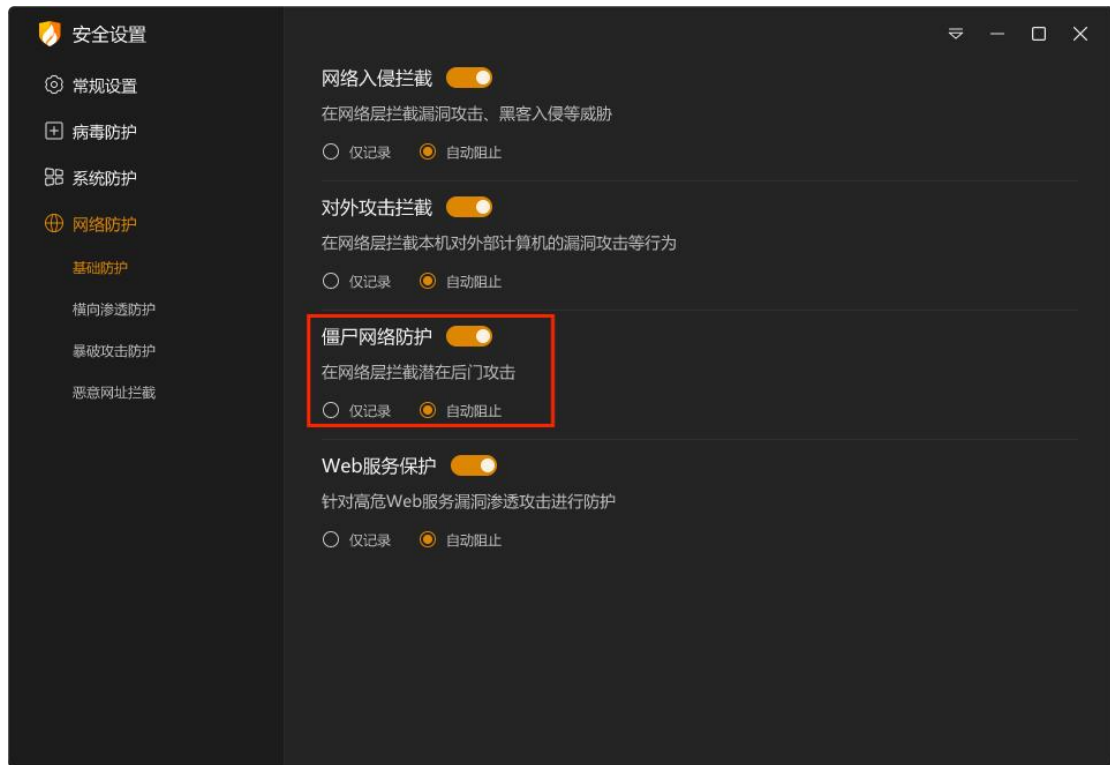 安全设置
常规设置
病毒防护
系统防护
网络防护
基础防护
横向渗透防护
暴破攻击防护
恶意网址拦截
网络入侵拦截
在网络层拦截漏洞攻击、黑客入侵等威胁
仅记录 自动阻止
对外攻击拦截
在网络层拦截本机对外部计算机的漏洞攻击等行为
仅记录 自动阻止
僵尸网络防护
在网络层拦截潜在后门攻击
仅记录 自动阻止
Web服务保护
针对高危Web服务漏洞渗透攻击进行防护
仅记录 自动阻止